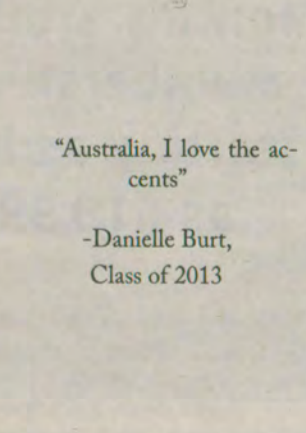 “Australia, I love the ac-
cents”
-Danielle Burt,
Class of 2013